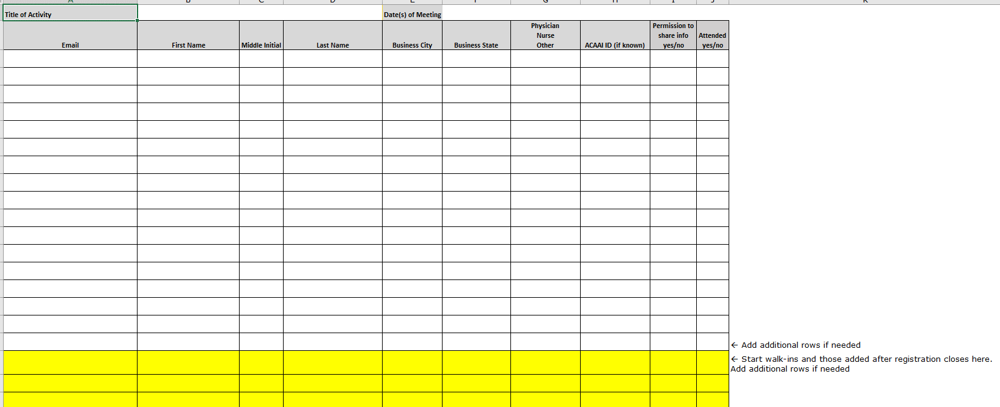 Title of Activity Date(s) of Meeting
Physician Permission to
Nurse share info Attended
Email First Name Middle Initial Last Name Business City Business State Other ACAAI ID (if known) yes/no yes/no
← Add additional rows if needed
← Start walk-ins and those added after registration closes here.
Add additional rows if needed